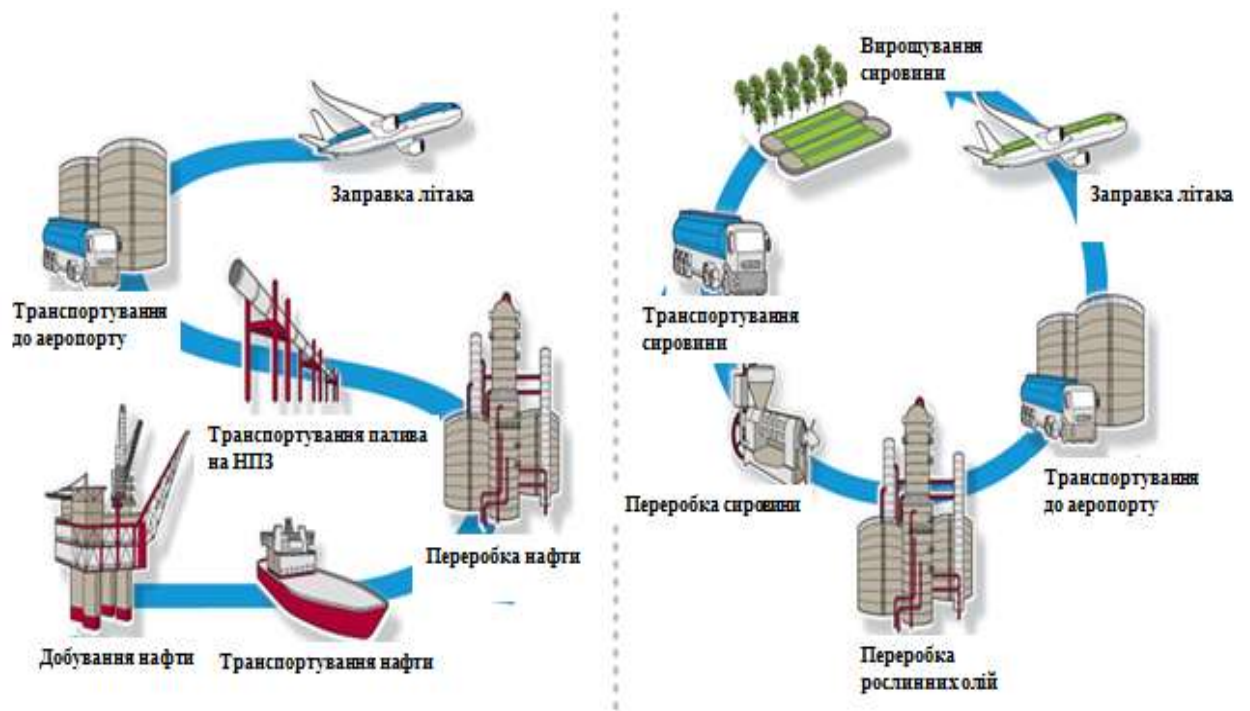 Заправка літака
Транспортування
до аеропорту
Транспортування палива
на НПЗ
Переробка нафти
Добування нафти
Транспортування нафти
Вирощування
сировини
Заправка літака
Транспортування
сировини
Переробка сировини
Транспортування
до аеропорту
Переробка
рослинних олій